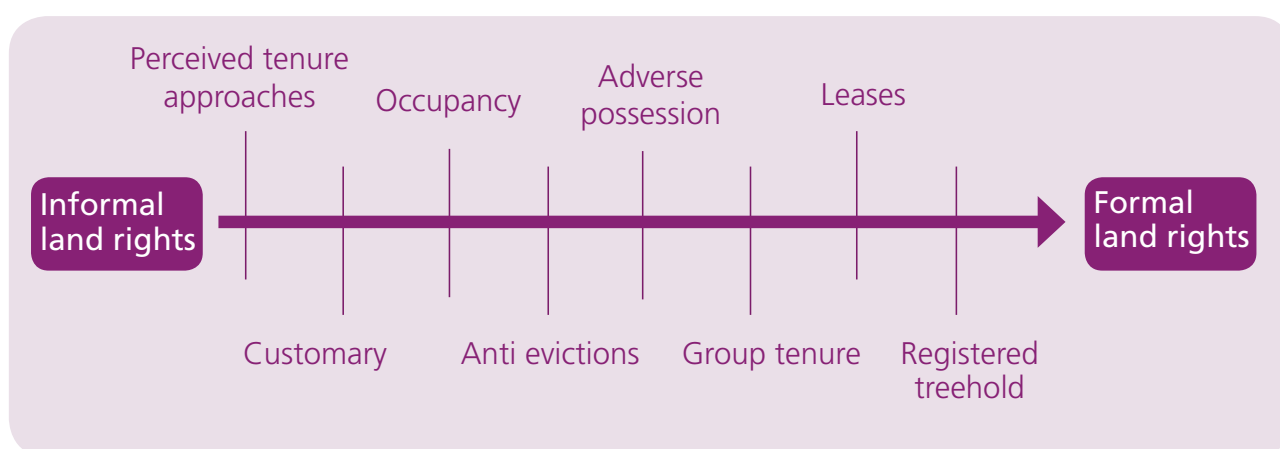 Perceived tenure
approaches
Occupancy
Adverse
possession
Leases
Informal
land rights
Formal
land rights
Customary
Anti evictions
Group tenure
Registered
treehold